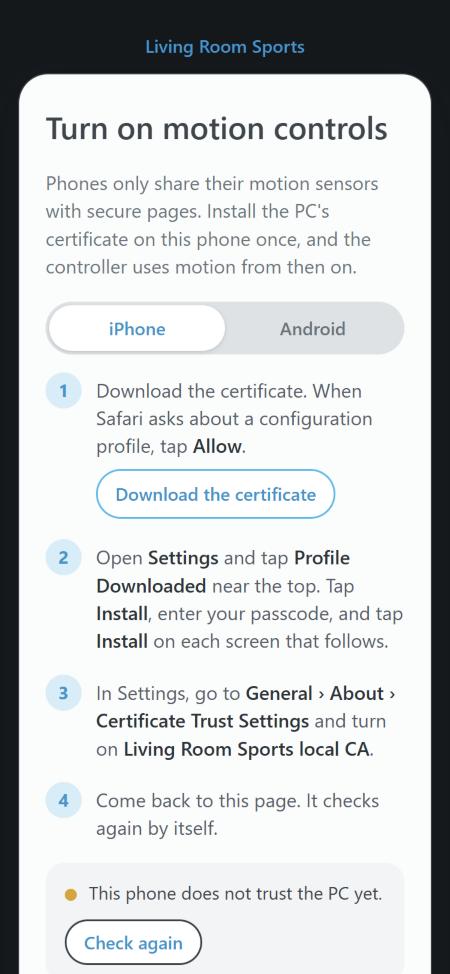 Living Room Sports
Turn on motion controls
Phones only share their motion sensors
with secure pages. Install the PC's
certificate on this phone once, and the
controller uses motion from then on.
iPhone
Android
1
Download the certificate. When
Safari asks about a configuration
profile, tap Allow.
Download the certificate
2
Open Settings and tap Profile
Downloaded near the top. Tap
Install, enter your passcode, and tap
Install on each screen that follows.
3
In Settings, go to General › About ›
Certificate Trust Settings and turn
on Living Room Sports local CA.
4
Come back to this page. It checks
again by itself.
This phone does not trust the PC yet.
Check again